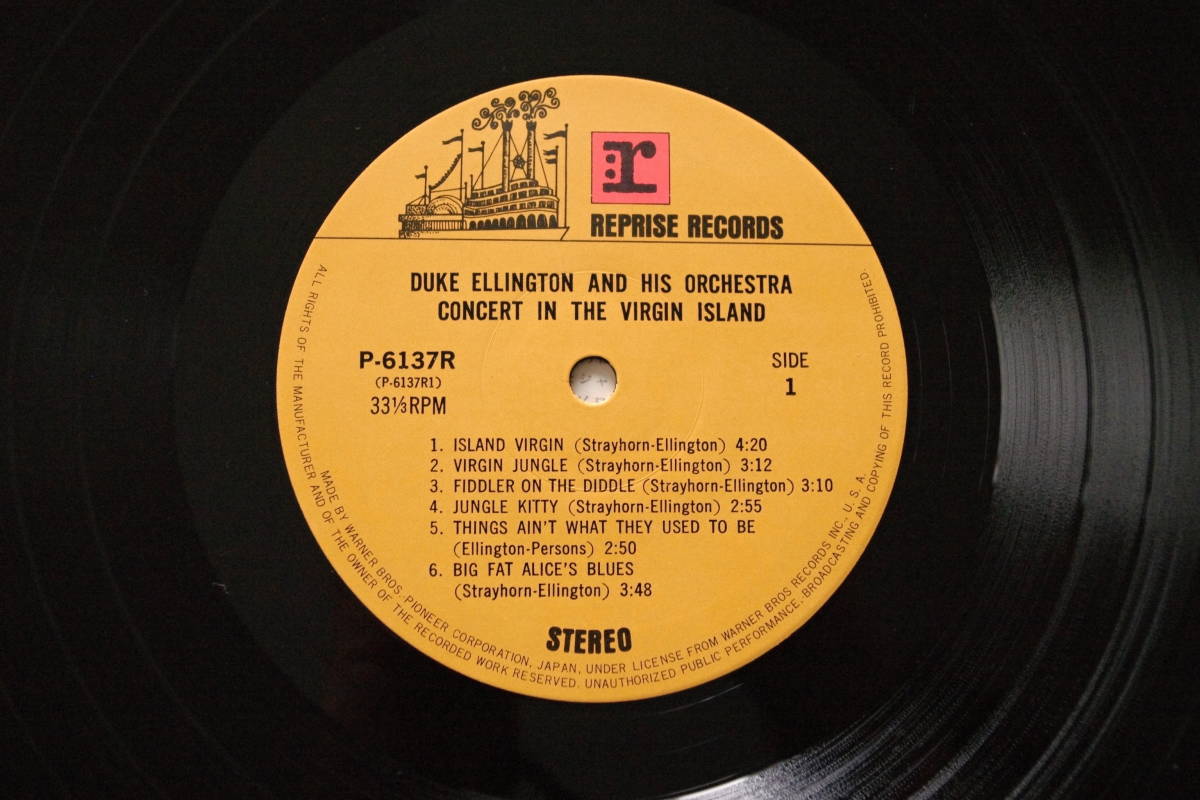 r
REPRISE RECORDS
DUKE ELLINGTON AND HIS ORCHESTRA
CONCERT IN THE VIRGIN ISLAND
P-6137R
(P-6137R1)
33⅓RPM
SIDE
1
1. ISLAND VIRGIN (Strayhorn-Ellington) 4:20
2. VIRGIN JUNGLE (Strayhorn-Ellington) 3:12
3. FIDDLER ON THE DIDDLE (Strayhorn-Ellington) 3:10
4. JUNGLE KITTY (Strayhorn-Ellington) 2:55
5. THINGS AIN'T WHAT THEY USED TO BE
(Ellington-Persons) 2:50
6. BIG FAT ALICE'S BLUES
(Strayhorn-Ellington) 3:48
STEREO
MADE BY WARNER BROS.-PIONEER CORPORATION, JAPAN, UNDER LICENSE FROM WARNER BROS RECORDS INC., U.S.A.
ALL RIGHTS OF THE MANUFACTURER AND OF THE OWNER OF THE RECORDED WORK RESERVED. UNAUTHORIZED PUBLIC PERFORMANCE, BROADCASTING AND COPYING OF THIS RECORD PROHIBITED.